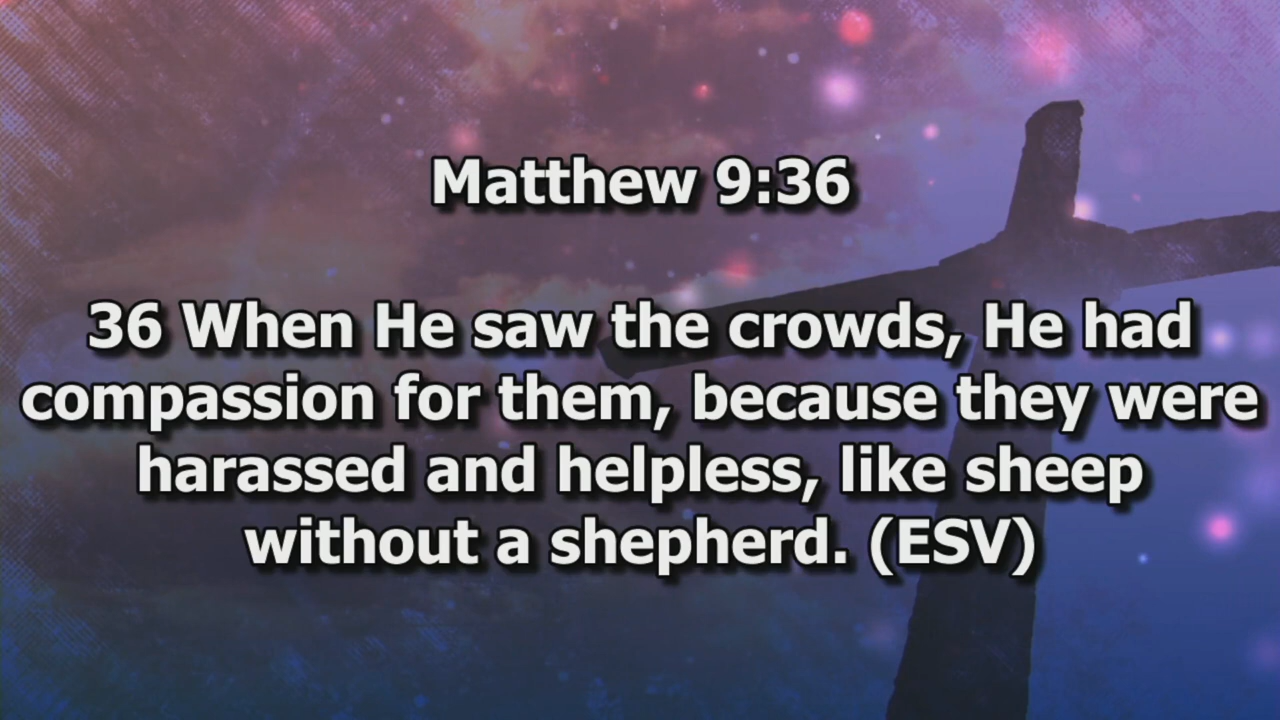 Matthew 9:36
36 When He saw the crowds, He had
compassion for them, because they were
harassed and helpless, like sheep
without a shepherd. (ESV)